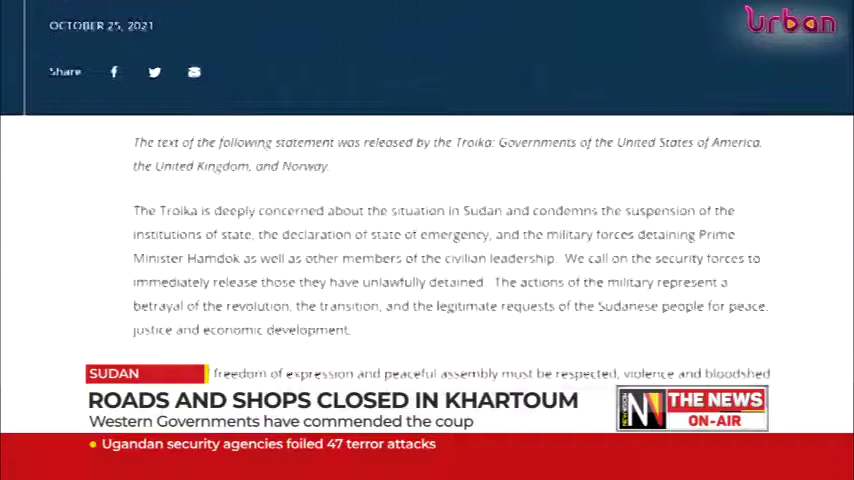 urban
OCTOBER 25, 2021
Share
The text of the following statement was released by the Troika: Governments of the United States of America,
the United Kingdom, and Norway.
The Troika is deeply concerned about the situation in Sudan and condemns the suspension of the
institutions of state, the declaration of state of emergency, and the military forces detaining Prime
Minister Hamdok as well as other members of the civilian leadership. We call on the security forces to
immediately release those they have unlawfully detained. The actions of the military represent a
betrayal of the revolution, the transition, and the legitimate requests of the Sudanese people for peace,
justice and economic development.
freedom of expression and peaceful assembly must be respected, violence and bloodshed
SUDAN
ROADS AND SHOPS CLOSED IN KHARTOUM
Western Governments have commended the coup
THE NEWS
ON-AIR
Ugandan security agencies foiled 47 terror attacks